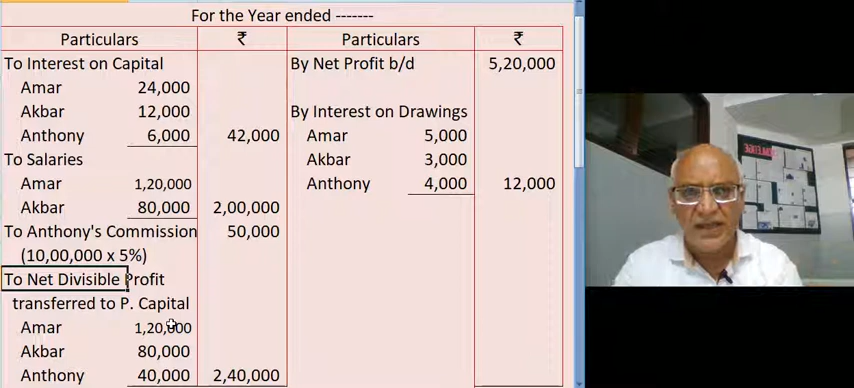 For the Year ended -------
Particulars ₹ Particulars ₹
To Interest on Capital By Net Profit b/d 5,20,000
Amar 24,000
Akbar 12,000 By Interest on Drawings
Anthony 6,000 42,000 Amar 5,000
To Salaries Akbar 3,000
Amar 1,20,000 Anthony 4,000 12,000
Akbar 80,000 2,00,000
To Anthony's Commission 50,000
(10,00,000 x 5%)
To Net Divisible Profit
transferred to P. Capital
Amar 1,20,000
Akbar 80,000
Anthony 40,000 2,40,000